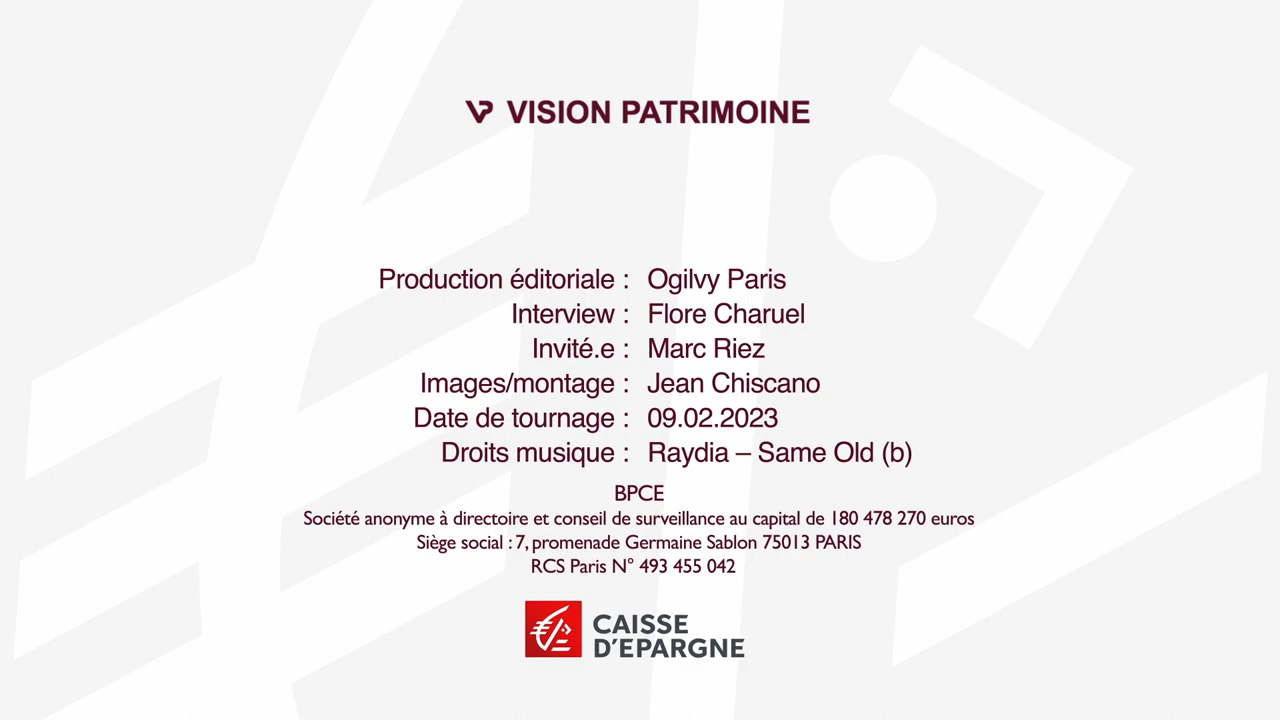 VISION PATRIMOINE
Production éditoriale : Ogilvy Paris
Interview : Flore Charuel
Invité.e : Marc Riez
Images/montage : Jean Chiscano
Date de tournage : 09.02.2023
Droits musique : Raydia – Same Old (b)
BPCE
Société anonyme à directoire et conseil de surveillance au capital de 180 478 270 euros
Siège social : 7, promenade Germaine Sablon 75013 PARIS
RCS Paris N° 493 455 042
CAISSE
D'EPARGNE